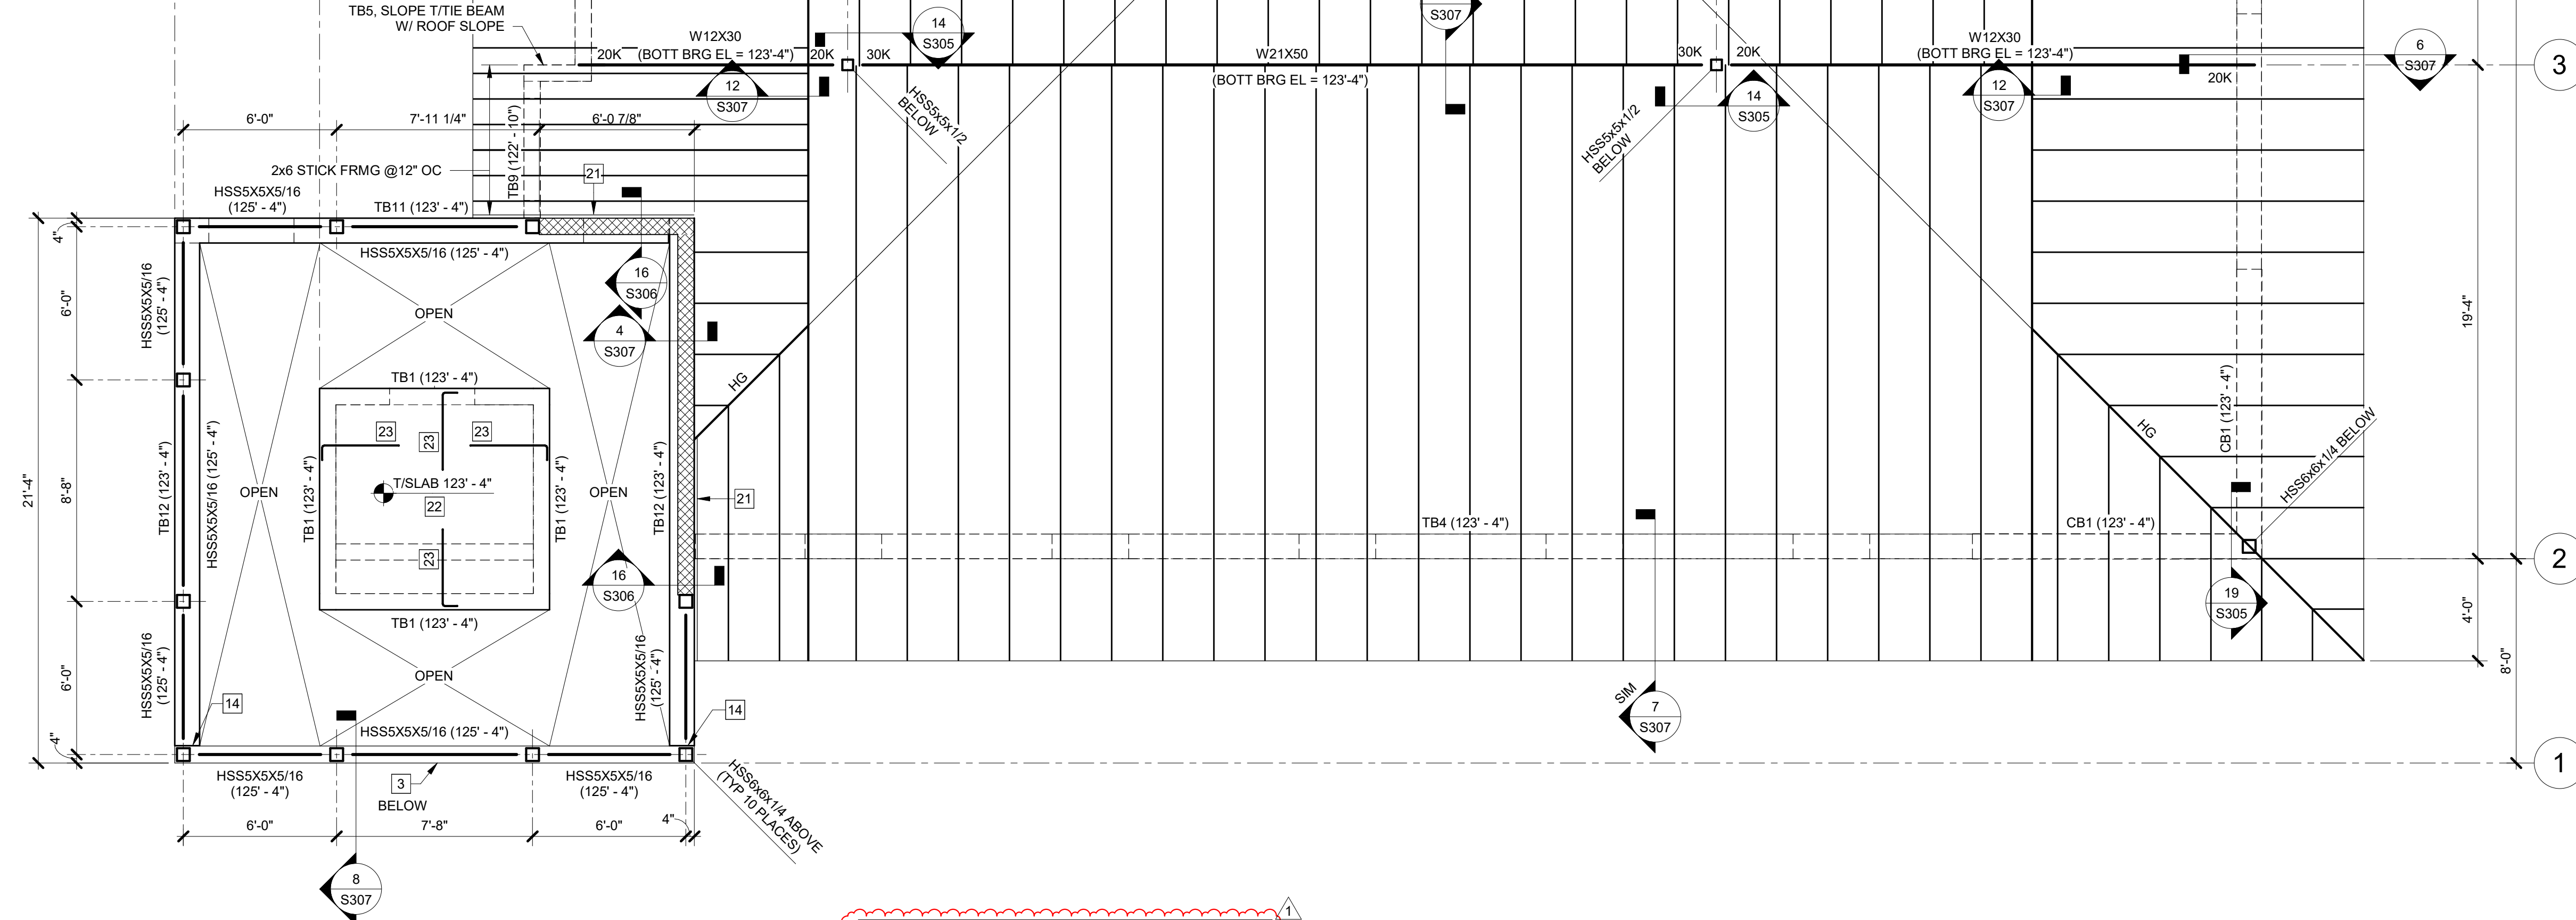 TB5, SLOPE T/TIE BEAM
W/ ROOF SLOPE
W12X30
20K
(BOTT BRG EL = 123'-4")
20K
30K
14
S305
12
S307
S307
W21X50
(BOTT BRG EL = 123'-4")
30K
20K
W12X30
(BOTT BRG EL = 123'-4")
20K
6
S307
3
HSS5x5x1/2
BELOW
HSS5x5x1/2
BELOW
14
S305
12
S307
6'-0"
7'-11 1/4"
6'-0 7/8"
TB9 (122' - 10")
2x6 STICK FRMG @12" OC
21
HSS5X5X5/16
(125' - 4")
TB11 (123' - 4")
4"
HSS5X5X5/16 (125' - 4")
HSS5X5X5/16
(125' - 4")
6'-0"
16
S306
4
S307
OPEN
19'-4"
TB1 (123' - 4")
HG
CB1 (123' - 4")
HG
HSS6x6x1/4 BELOW
23
23
23
21'-4"
8'-8"
TB12 (123' - 4")
HSS5X5X5/16 (125' - 4")
OPEN
TB1 (123' - 4")
T/SLAB 123' - 4"
22
TB1 (123' - 4")
OPEN
TB12 (123' - 4")
21
23
TB4 (123' - 4")
CB1 (123' - 4")
2
16
S306
19
S305
4'-0"
8'-0"
TB1 (123' - 4")
6'-0"
HSS5X5X5/16
(125' - 4")
OPEN
HSS5X5X5/16
(125' - 4")
14
14
HSS5X5X5/16 (125' - 4")
4"
SIM
7
S307
1
HSS5X5X5/16
(125' - 4")
3
BELOW
HSS5X5X5/16
(125' - 4")
HSS6x6x1/4 ABOVE
(TYP 10 PLACES)
6'-0"
7'-8"
6'-0"
4"
8
S307
1